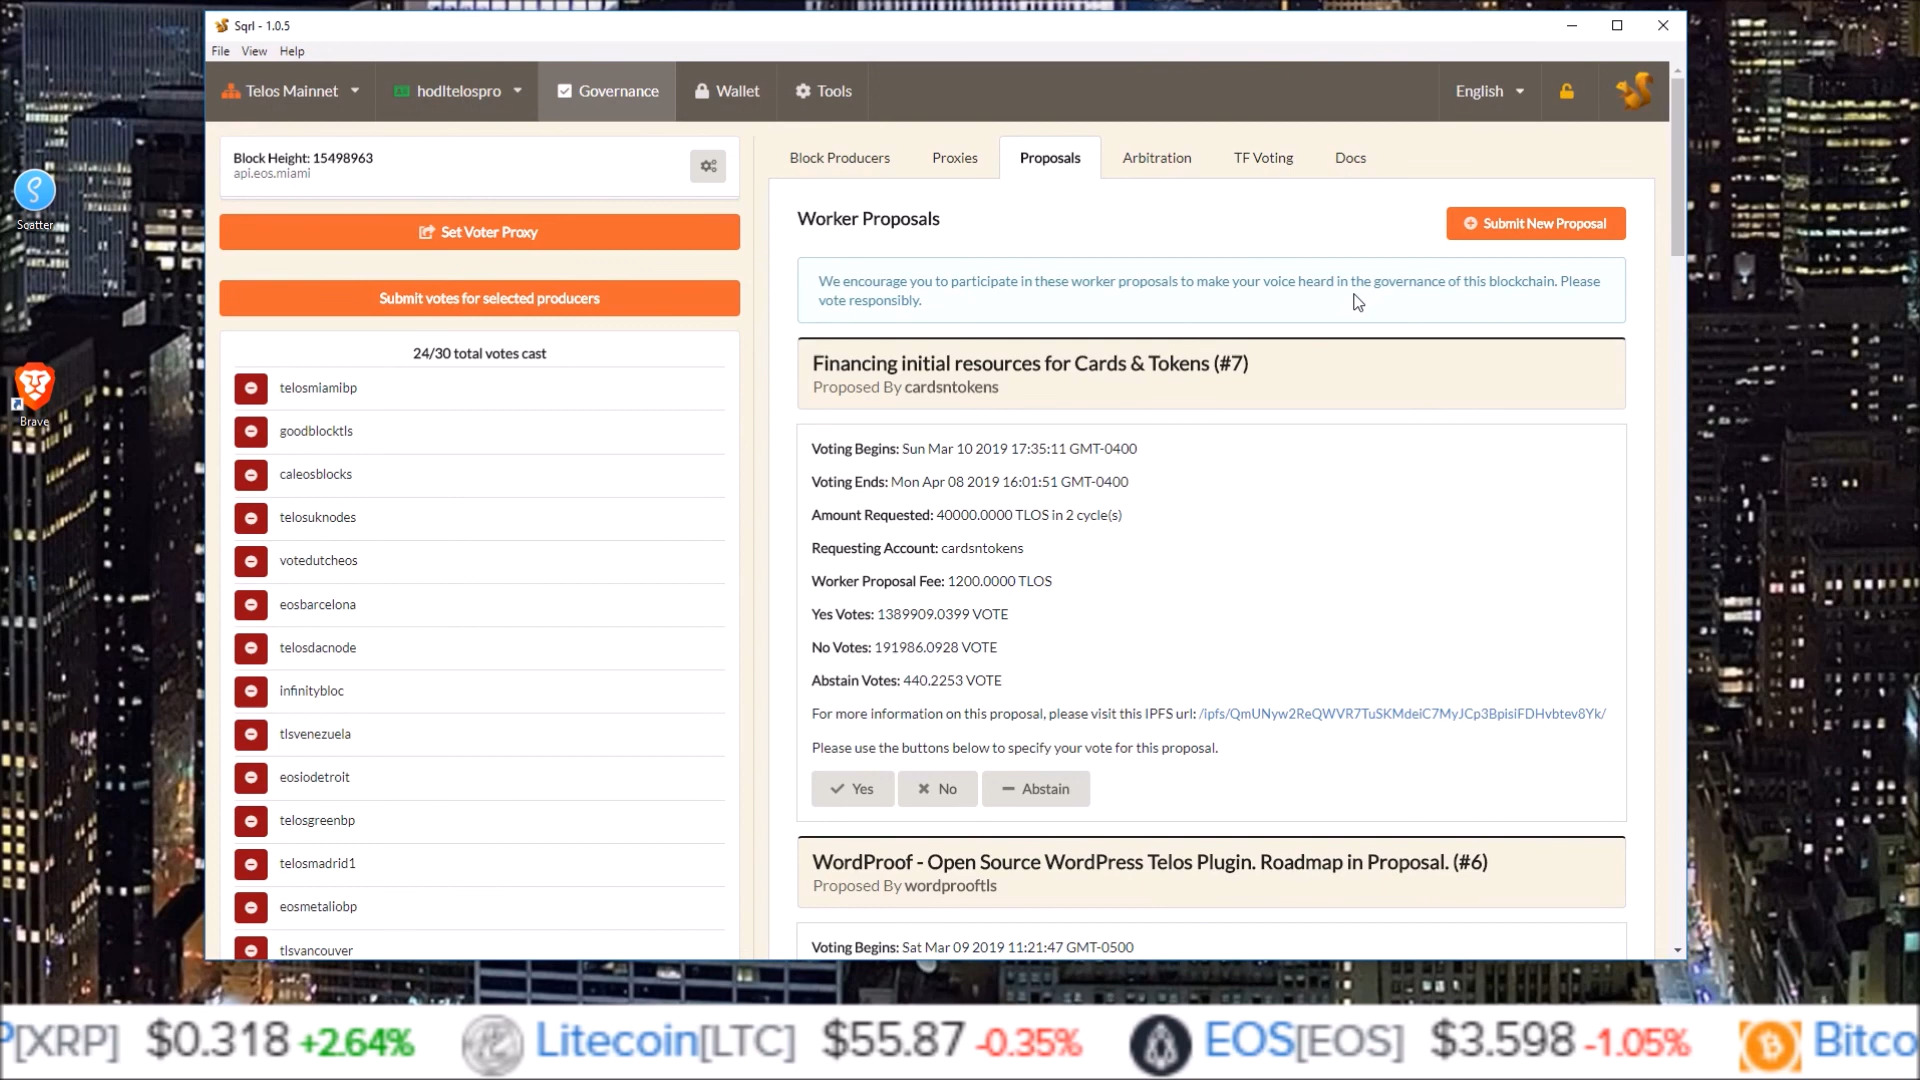 Sqrl - 1.0.5
File View Help
Telos Mainnet hodltelospro Governance Wallet Tools English
Block Height: 15498963
api.eos.miami
Set Voter Proxy
Submit votes for selected producers
24/30 total votes cast
telosmiamibp
goodblocktls
caleosblocks
telosuknodes
votedutcheos
eosbarcelona
telosdacnode
infinitybloc
tlsvenezuela
eosiodetroit
telosgreenbp
telosmadrid1
eosmetaliobp
tlsvancouver
Block Producers Proxies Proposals Arbitration TF Voting Docs
Worker Proposals
Submit New Proposal
We encourage you to participate in these worker proposals to make your voice heard in the governance of this blockchain. Please
vote responsibly.
Financing initial resources for Cards & Tokens (#7)
Proposed By cardsntokens
Voting Begins: Sun Mar 10 2019 17:35:11 GMT-0400
Voting Ends: Mon Apr 08 2019 16:01:51 GMT-0400
Amount Requested: 40000.0000 TLOS in 2 cycle(s)
Requesting Account: cardsntokens
Worker Proposal Fee: 1200.0000 TLOS
Yes Votes: 1389909.0399 VOTE
No Votes: 191986.0928 VOTE
Abstain Votes: 440.2253 VOTE
For more information on this proposal, please visit this IPFS url: /ipfs/QmUNyw2ReQWVR7TuSKMdeiC7MyJCp3BpisiFDHvbtev8Yk/
Please use the buttons below to specify your vote for this proposal.
Yes No Abstain
WordProof - Open Source WordPress Telos Plugin. Roadmap in Proposal. (#6)
Proposed By wordprooftls
Voting Begins: Sat Mar 09 2019 11:21:47 GMT-0500
Scatter
Brave
P[XRP] $0.318 +2.64% Litecoin[LTC] $55.87 -0.35% EOS[EOS] $3.598 -1.05% Bitco